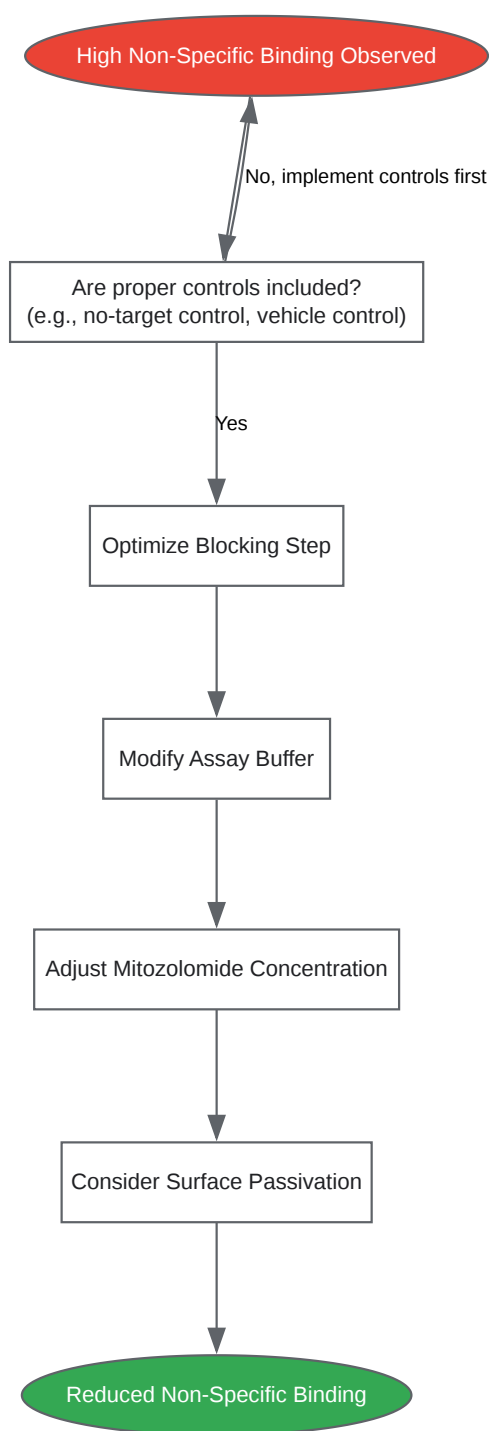 High Non-Specific Binding Observed
No, implement controls first
Are proper controls included?
(e.g., no-target control, vehicle control)
Yes
Optimize Blocking Step
Modify Assay Buffer
Adjust Mitozolomide Concentration
Consider Surface Passivation
Reduced Non-Specific Binding